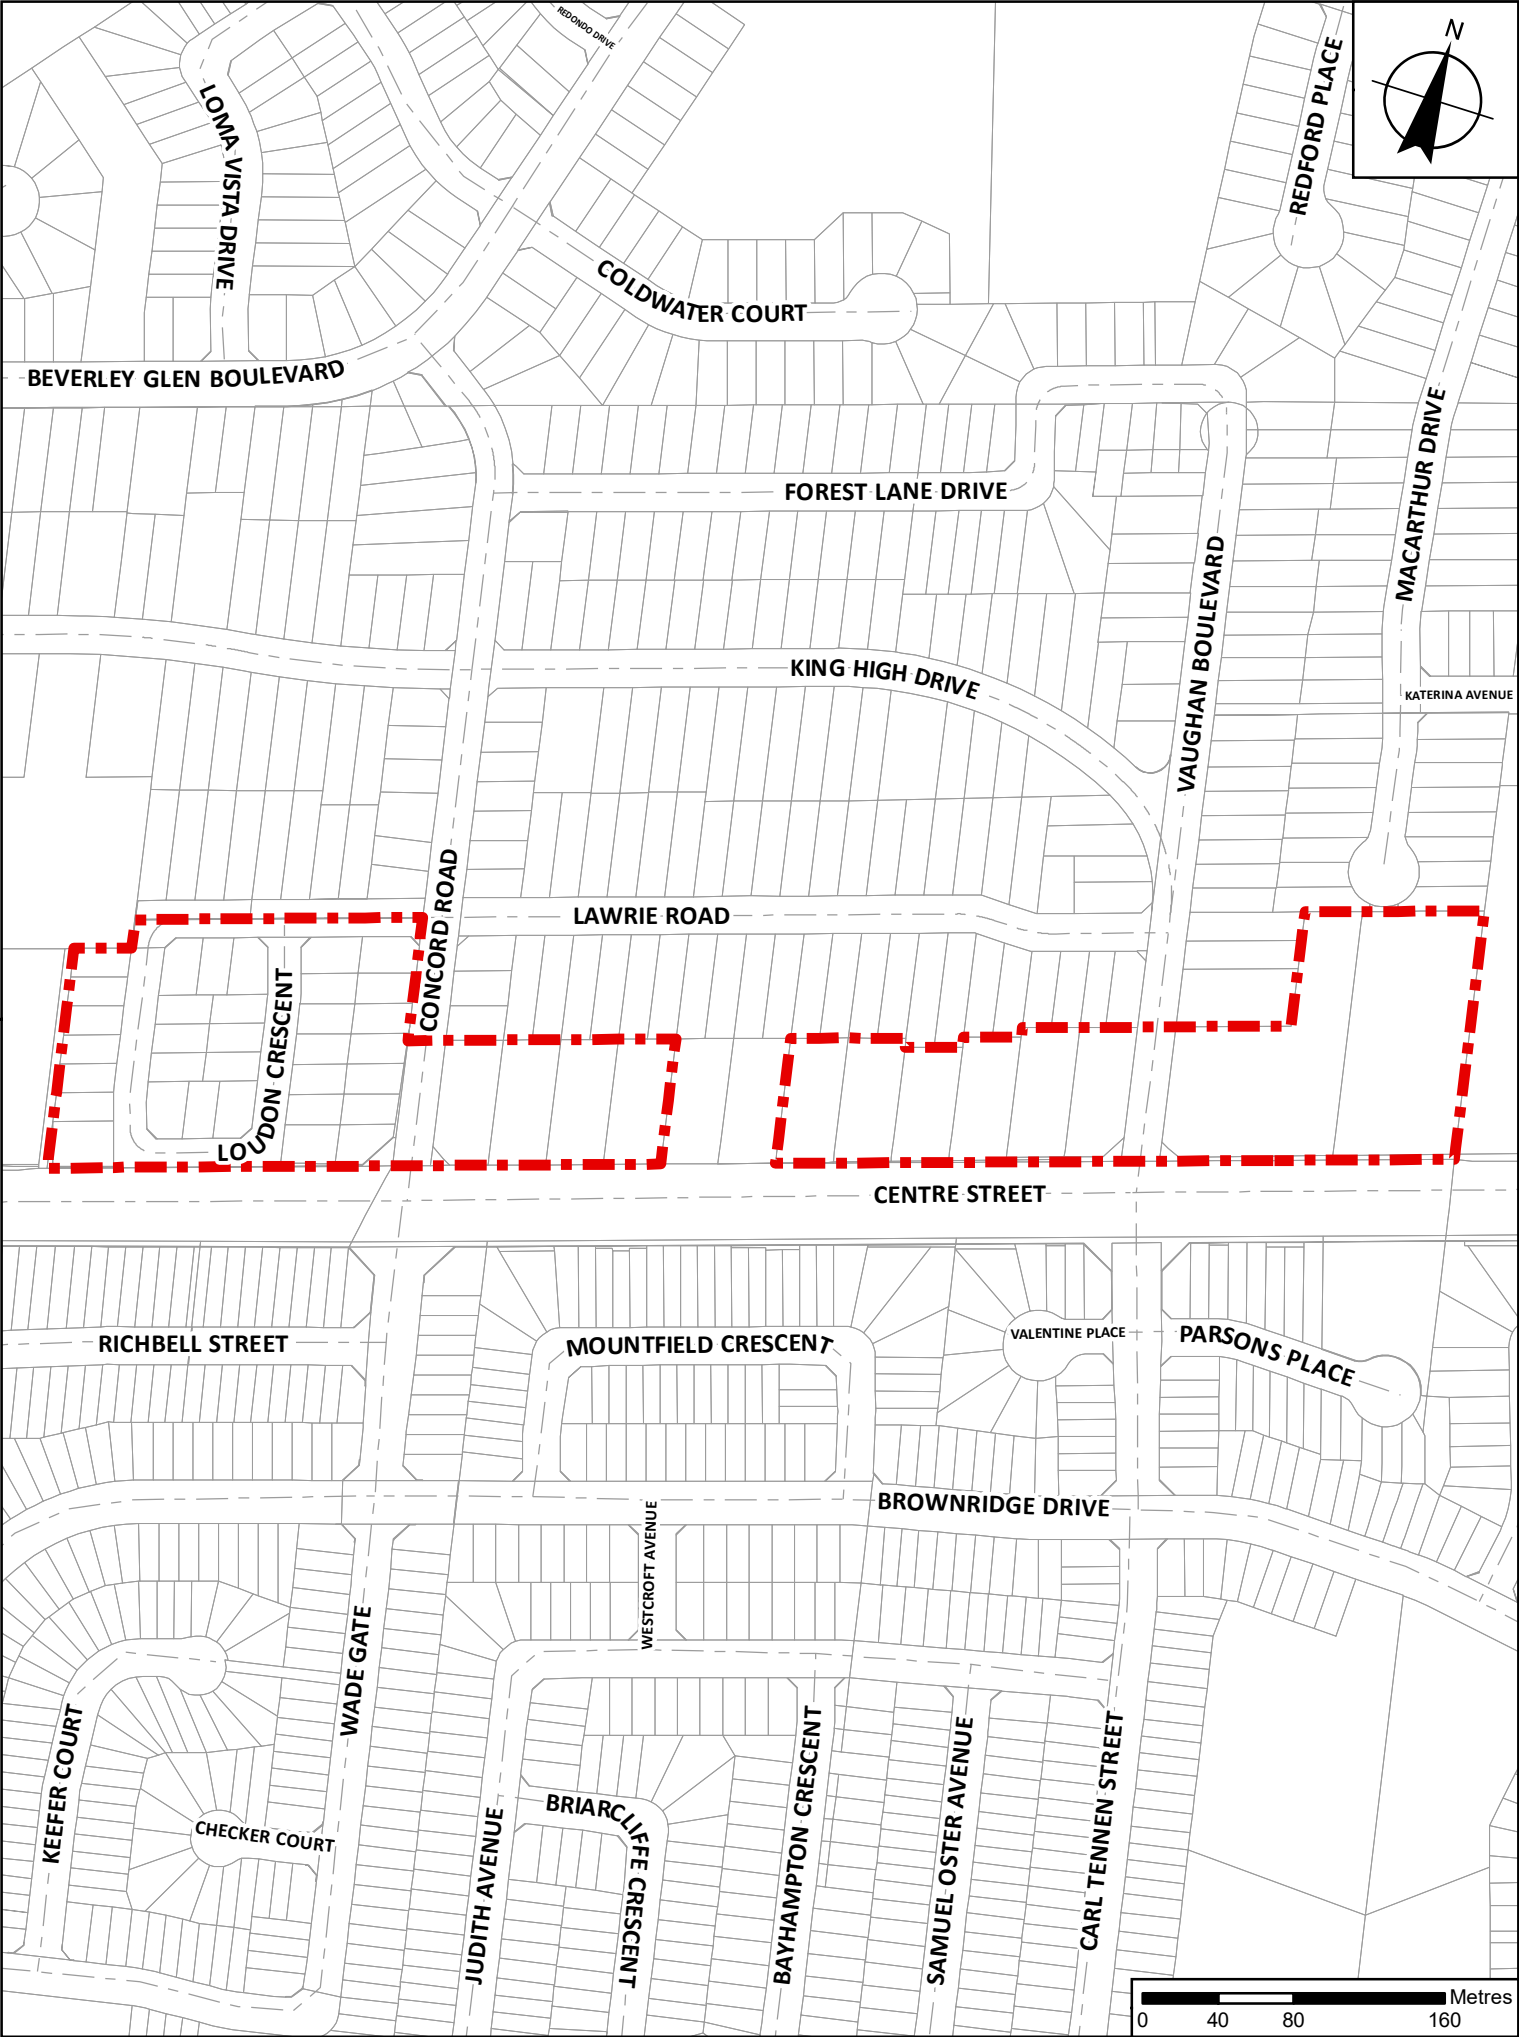 REDONDO DRIVE
N
REDFORD PLACE
LOMA VISTA DRIVE
COLDWATER COURT
BEVERLEY GLEN BOULEVARD
MACARTHUR DRIVE
FOREST LANE DRIVE
VAUGHAN BOULEVARD
KING HIGH DRIVE
KATERINA AVENUE
CONCORD ROAD
LAWRIE ROAD
LOUDON CRESCENT
CENTRE STREET
RICHBELL STREET
MOUNTFIELD CRESCENT
VALENTINE PLACE
PARSONS PLACE
BROWNRIDGE DRIVE
WESTCROFT AVENUE
WADE GATE
KEEFER COURT
CHECKER COURT
JUDITH AVENUE
BRIARCLIFFE CRESCENT
BAYHAMPTON CRESCENT
SAMUEL OSTER AVENUE
CARL TENNEN STREET
Metres
0 40 80 160